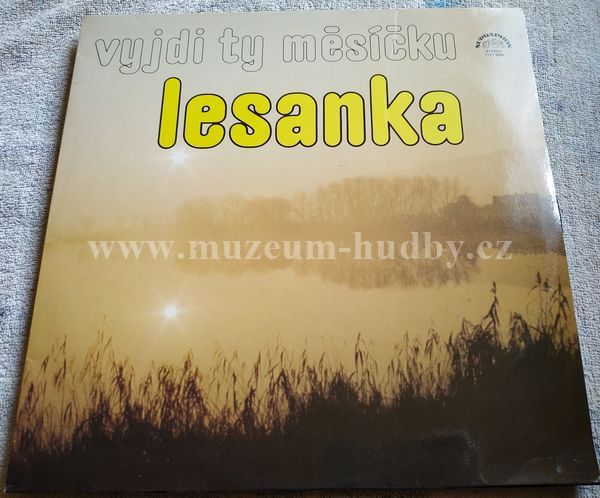 vyjdi ty měsíčku
lesanka
SUPRAPHON
STEREO
www.muzeum-hudby.cz